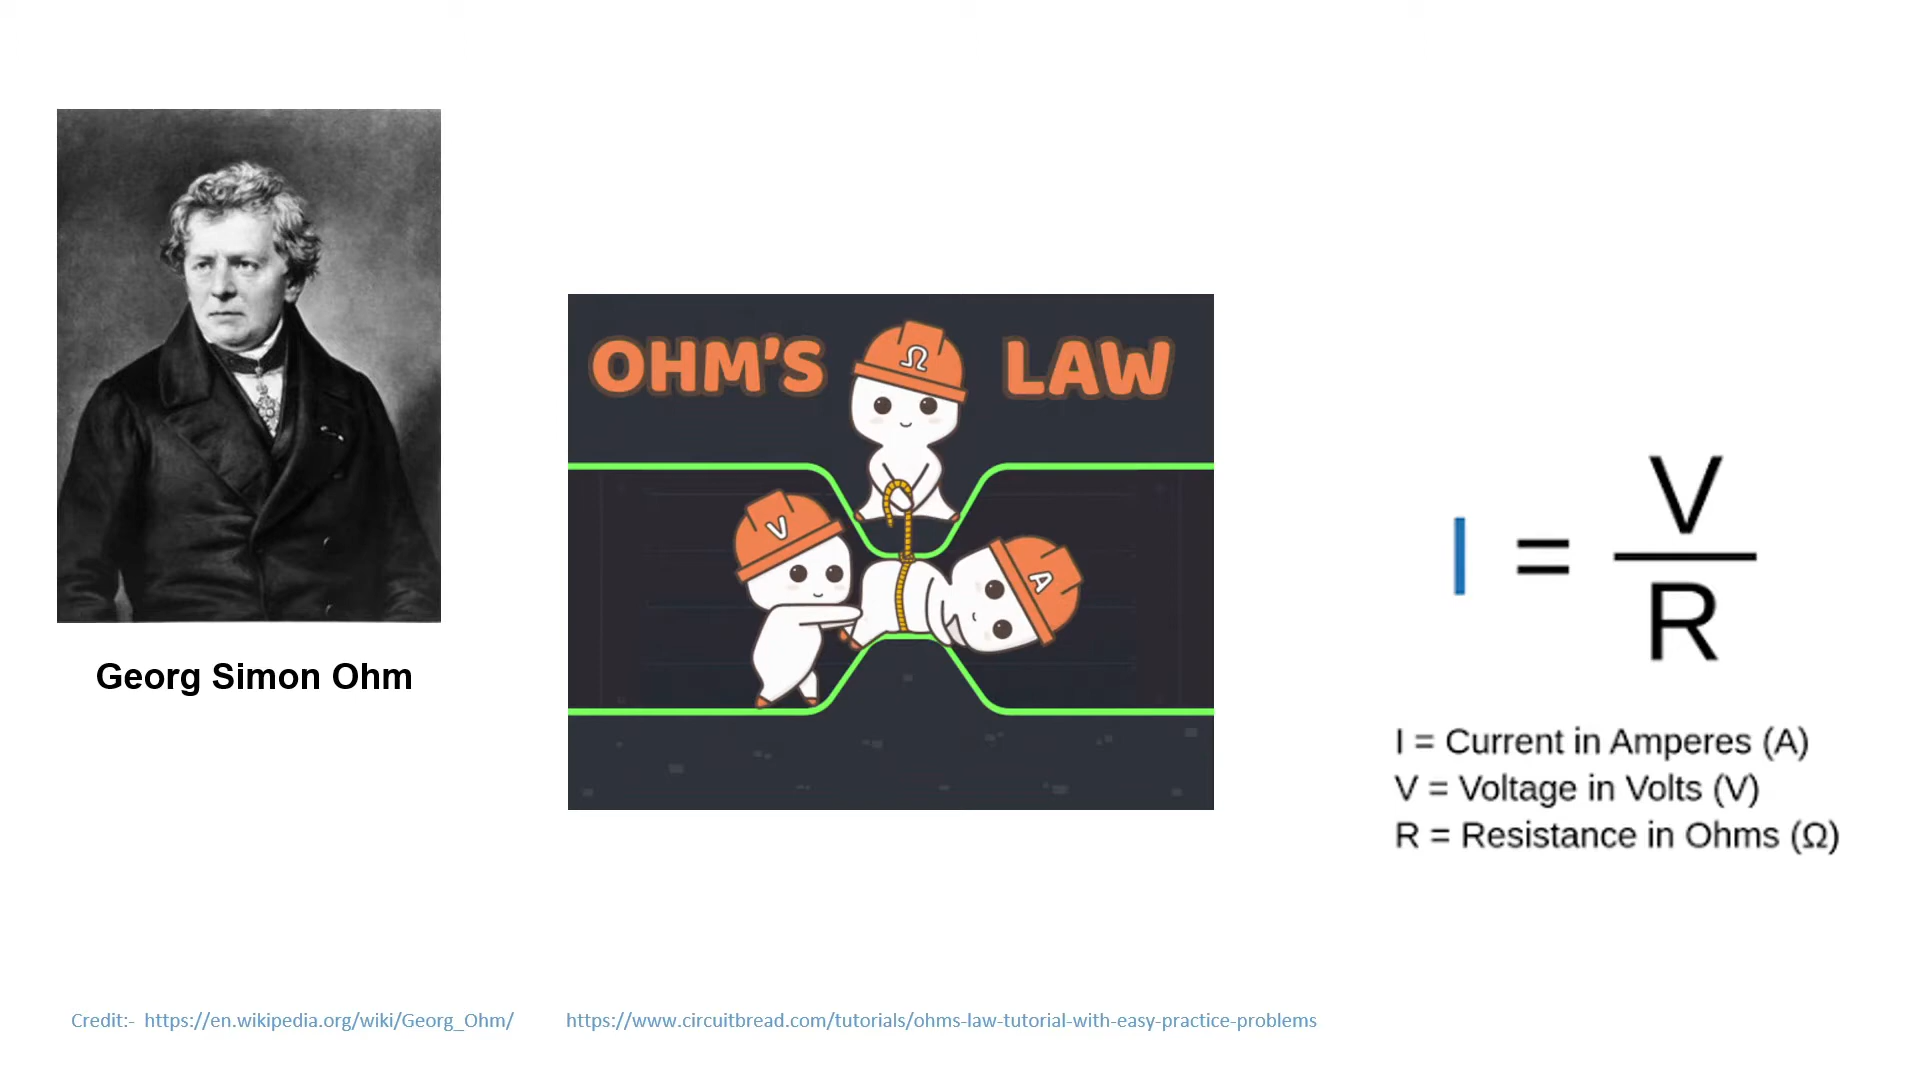 Georg Simon Ohm
OHM'S LAW
Ω
V
A
I = V
R
I = Current in Amperes (A)
V = Voltage in Volts (V)
R = Resistance in Ohms (Ω)
Credit:- https://en.wikipedia.org/wiki/Georg_Ohm/ https://www.circuitbread.com/tutorials/ohms-law-tutorial-with-easy-practice-problems